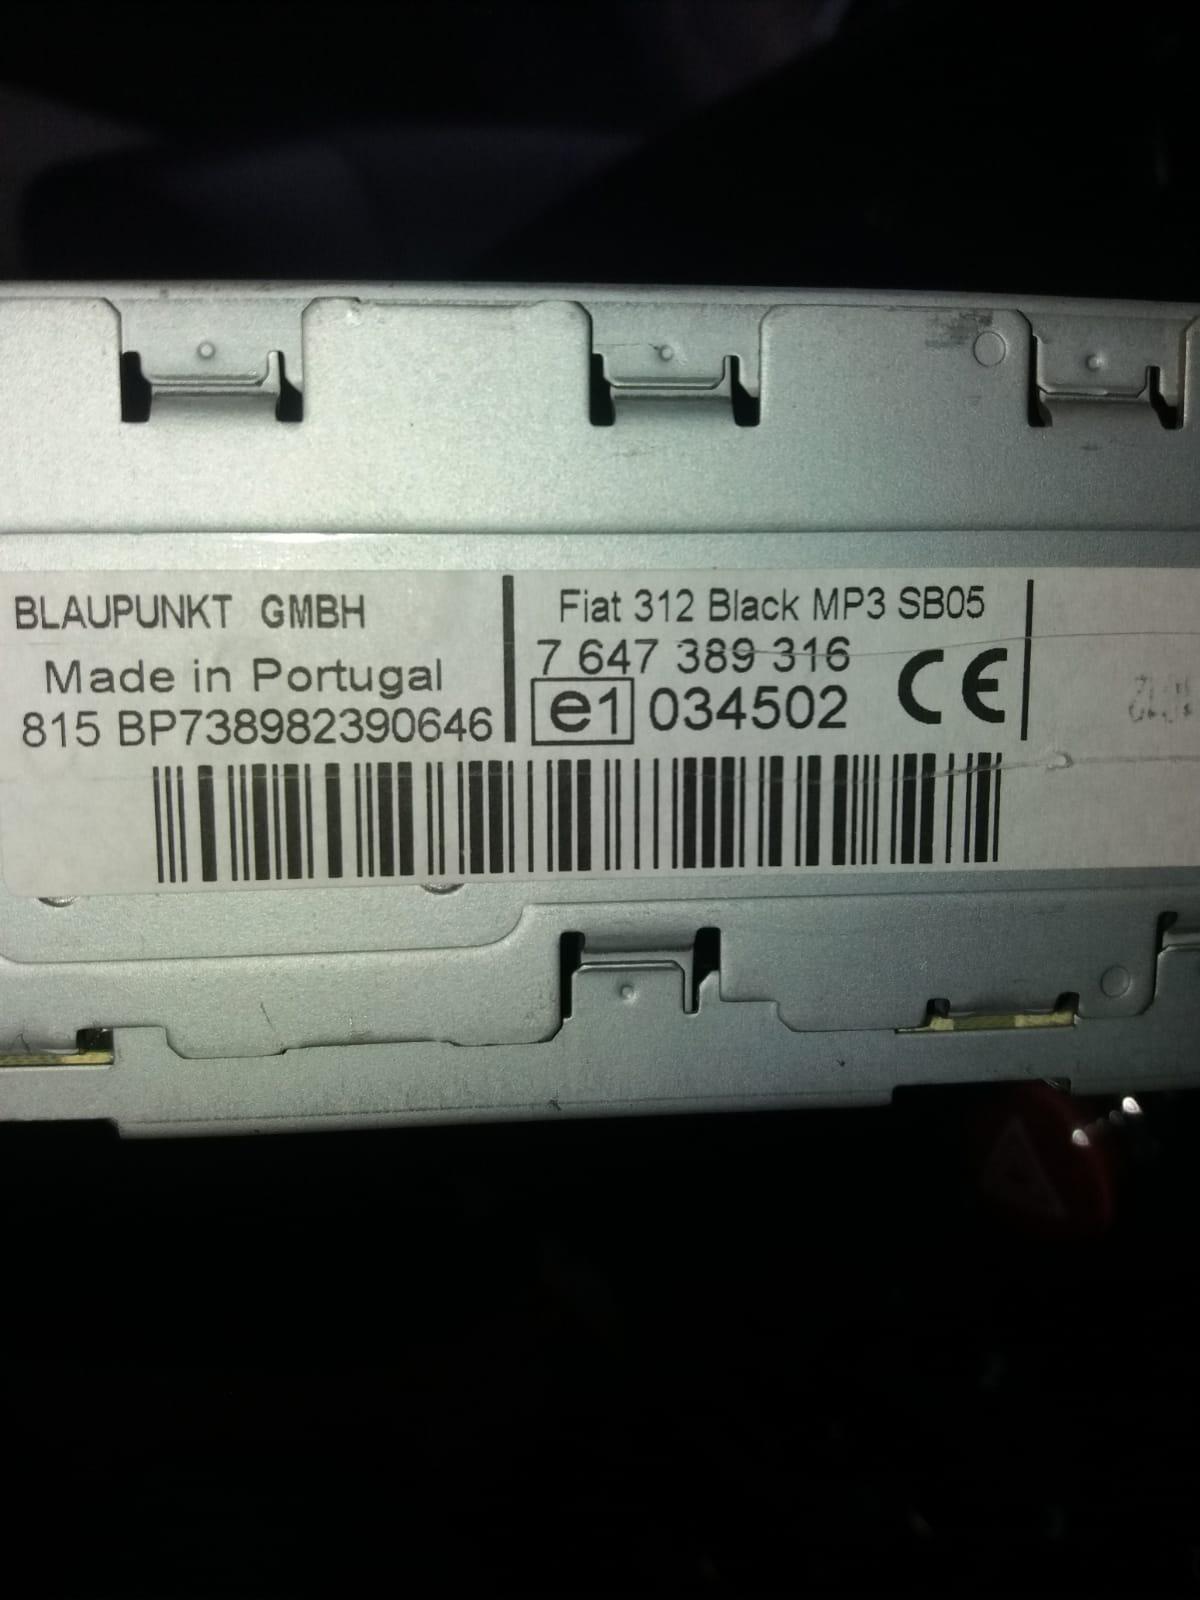 BLAUPUNKT GMBH
Made in Portugal
815 BP738982390646
Fiat 312 Black MP3 SB05
7 647 389 316
e1 034502 CE